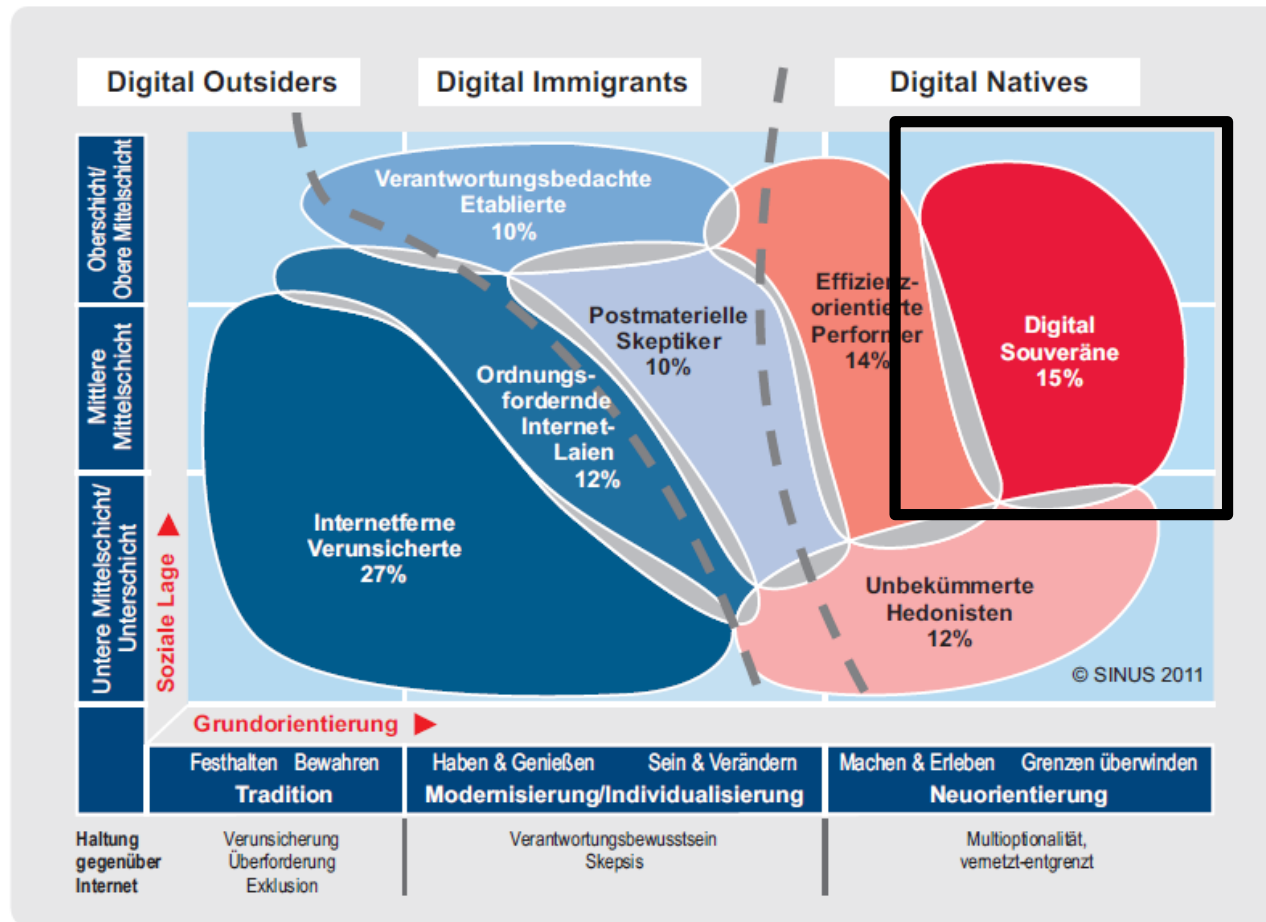 Digital Outsiders
Digital Immigrants
Digital Natives
Oberschicht/
Obere Mittelschicht
Mittlere
Mittelschicht
Untere Mittelschicht/
Unterschicht
Soziale Lage
Verantwortungsbedachte
Etablierte
10%
Postmaterielle
Skeptiker
10%
Effizienz-
orientierte
Performer
14%
Digital
Souveräne
15%
Ordnungs-
fordernde
Internet-
Laien
12%
Internetferne
Verunsicherte
27%
Unbekümmerte
Hedonisten
12%
© SINUS 2011
Grundorientierung
Festhalten Bewahren
Tradition
Haben & Genießen Sein & Verändern
Modernisierung/Individualisierung
Machen & Erleben Grenzen überwinden
Neuorientierung
Haltung
gegenüber
Internet
Verunsicherung
Überforderung
Exklusion
Verantwortungsbewusstsein
Skepsis
Multioptionalität,
vernetzt-entgrenzt